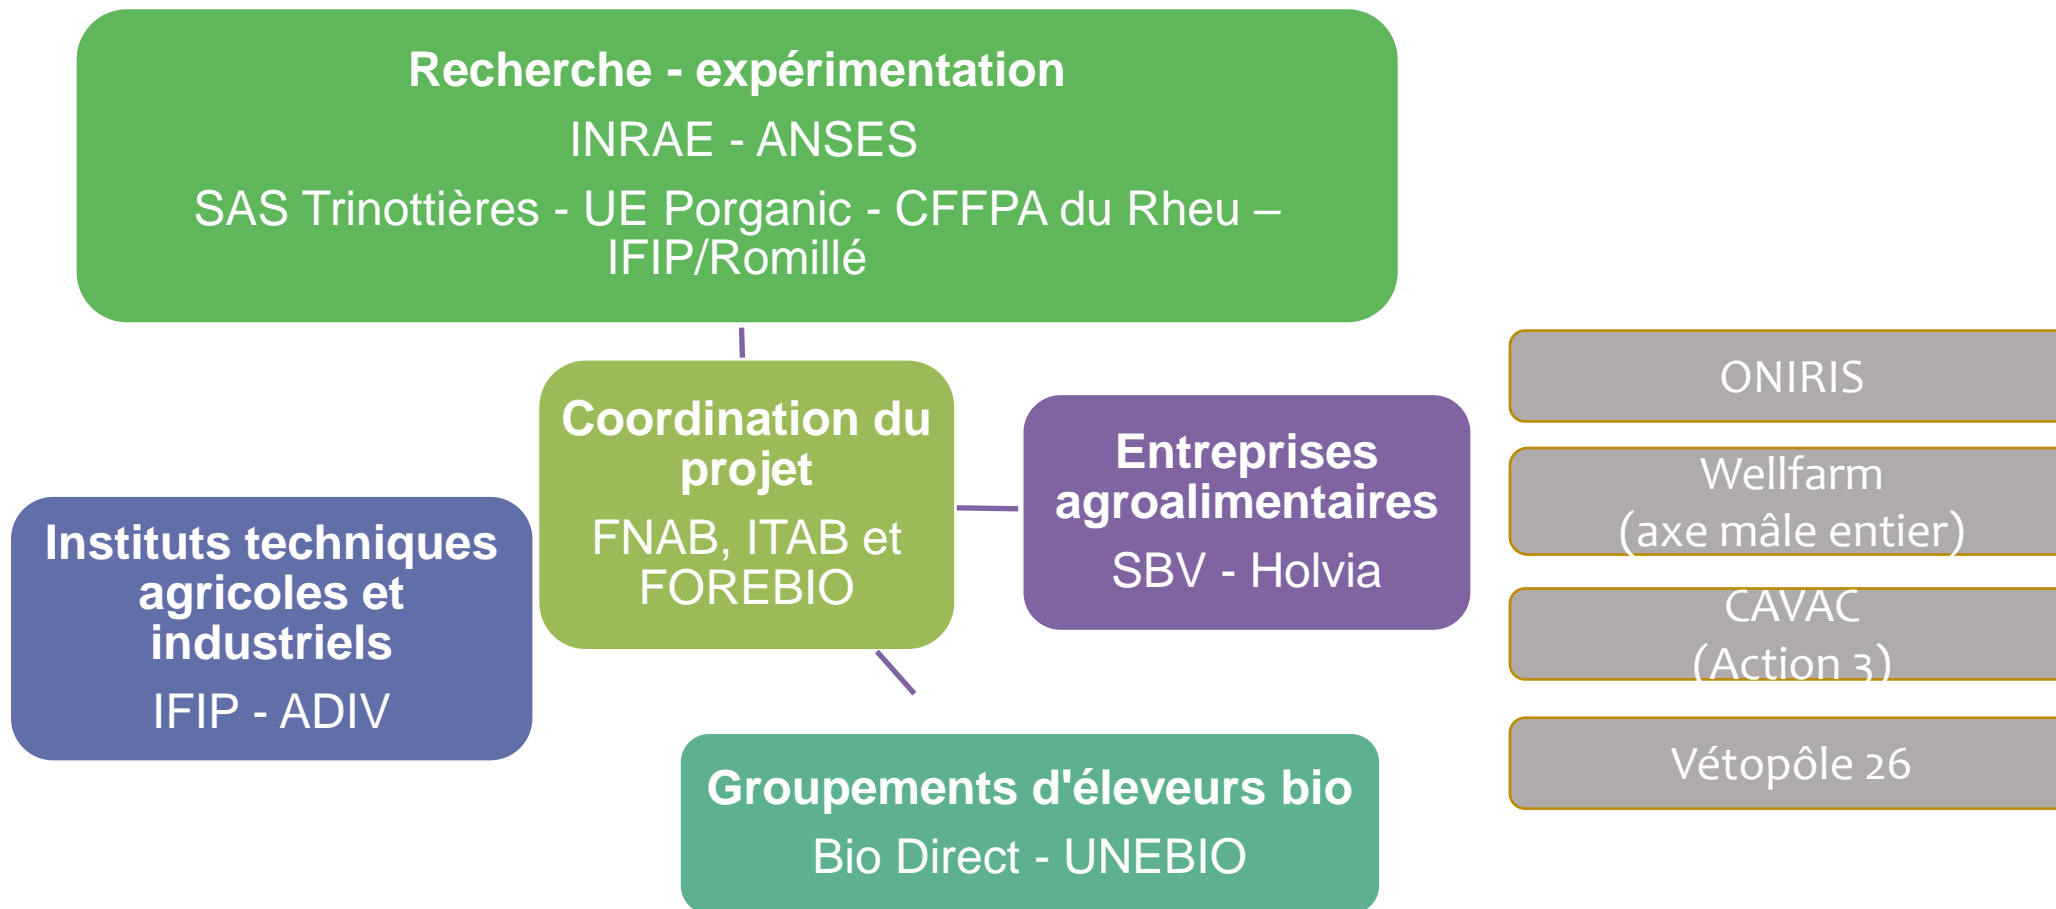 Recherche - expérimentation
INRAE - ANSES
SAS Trinottières - UE Porganic - CFFPA du Rheu –
IFIP/Romillé
Coordination du
projet
FNAB, ITAB et
FOREBIO
Entreprises
agroalimentaires
SBV - Holvia
Instituts techniques
agricoles et
industriels
IFIP - ADIV
Groupements d'éleveurs bio
Bio Direct - UNEBIO
ONIRIS
Wellfarm
(axe mâle entier)
CAVAC
(Action 3)
Vétopôle 26